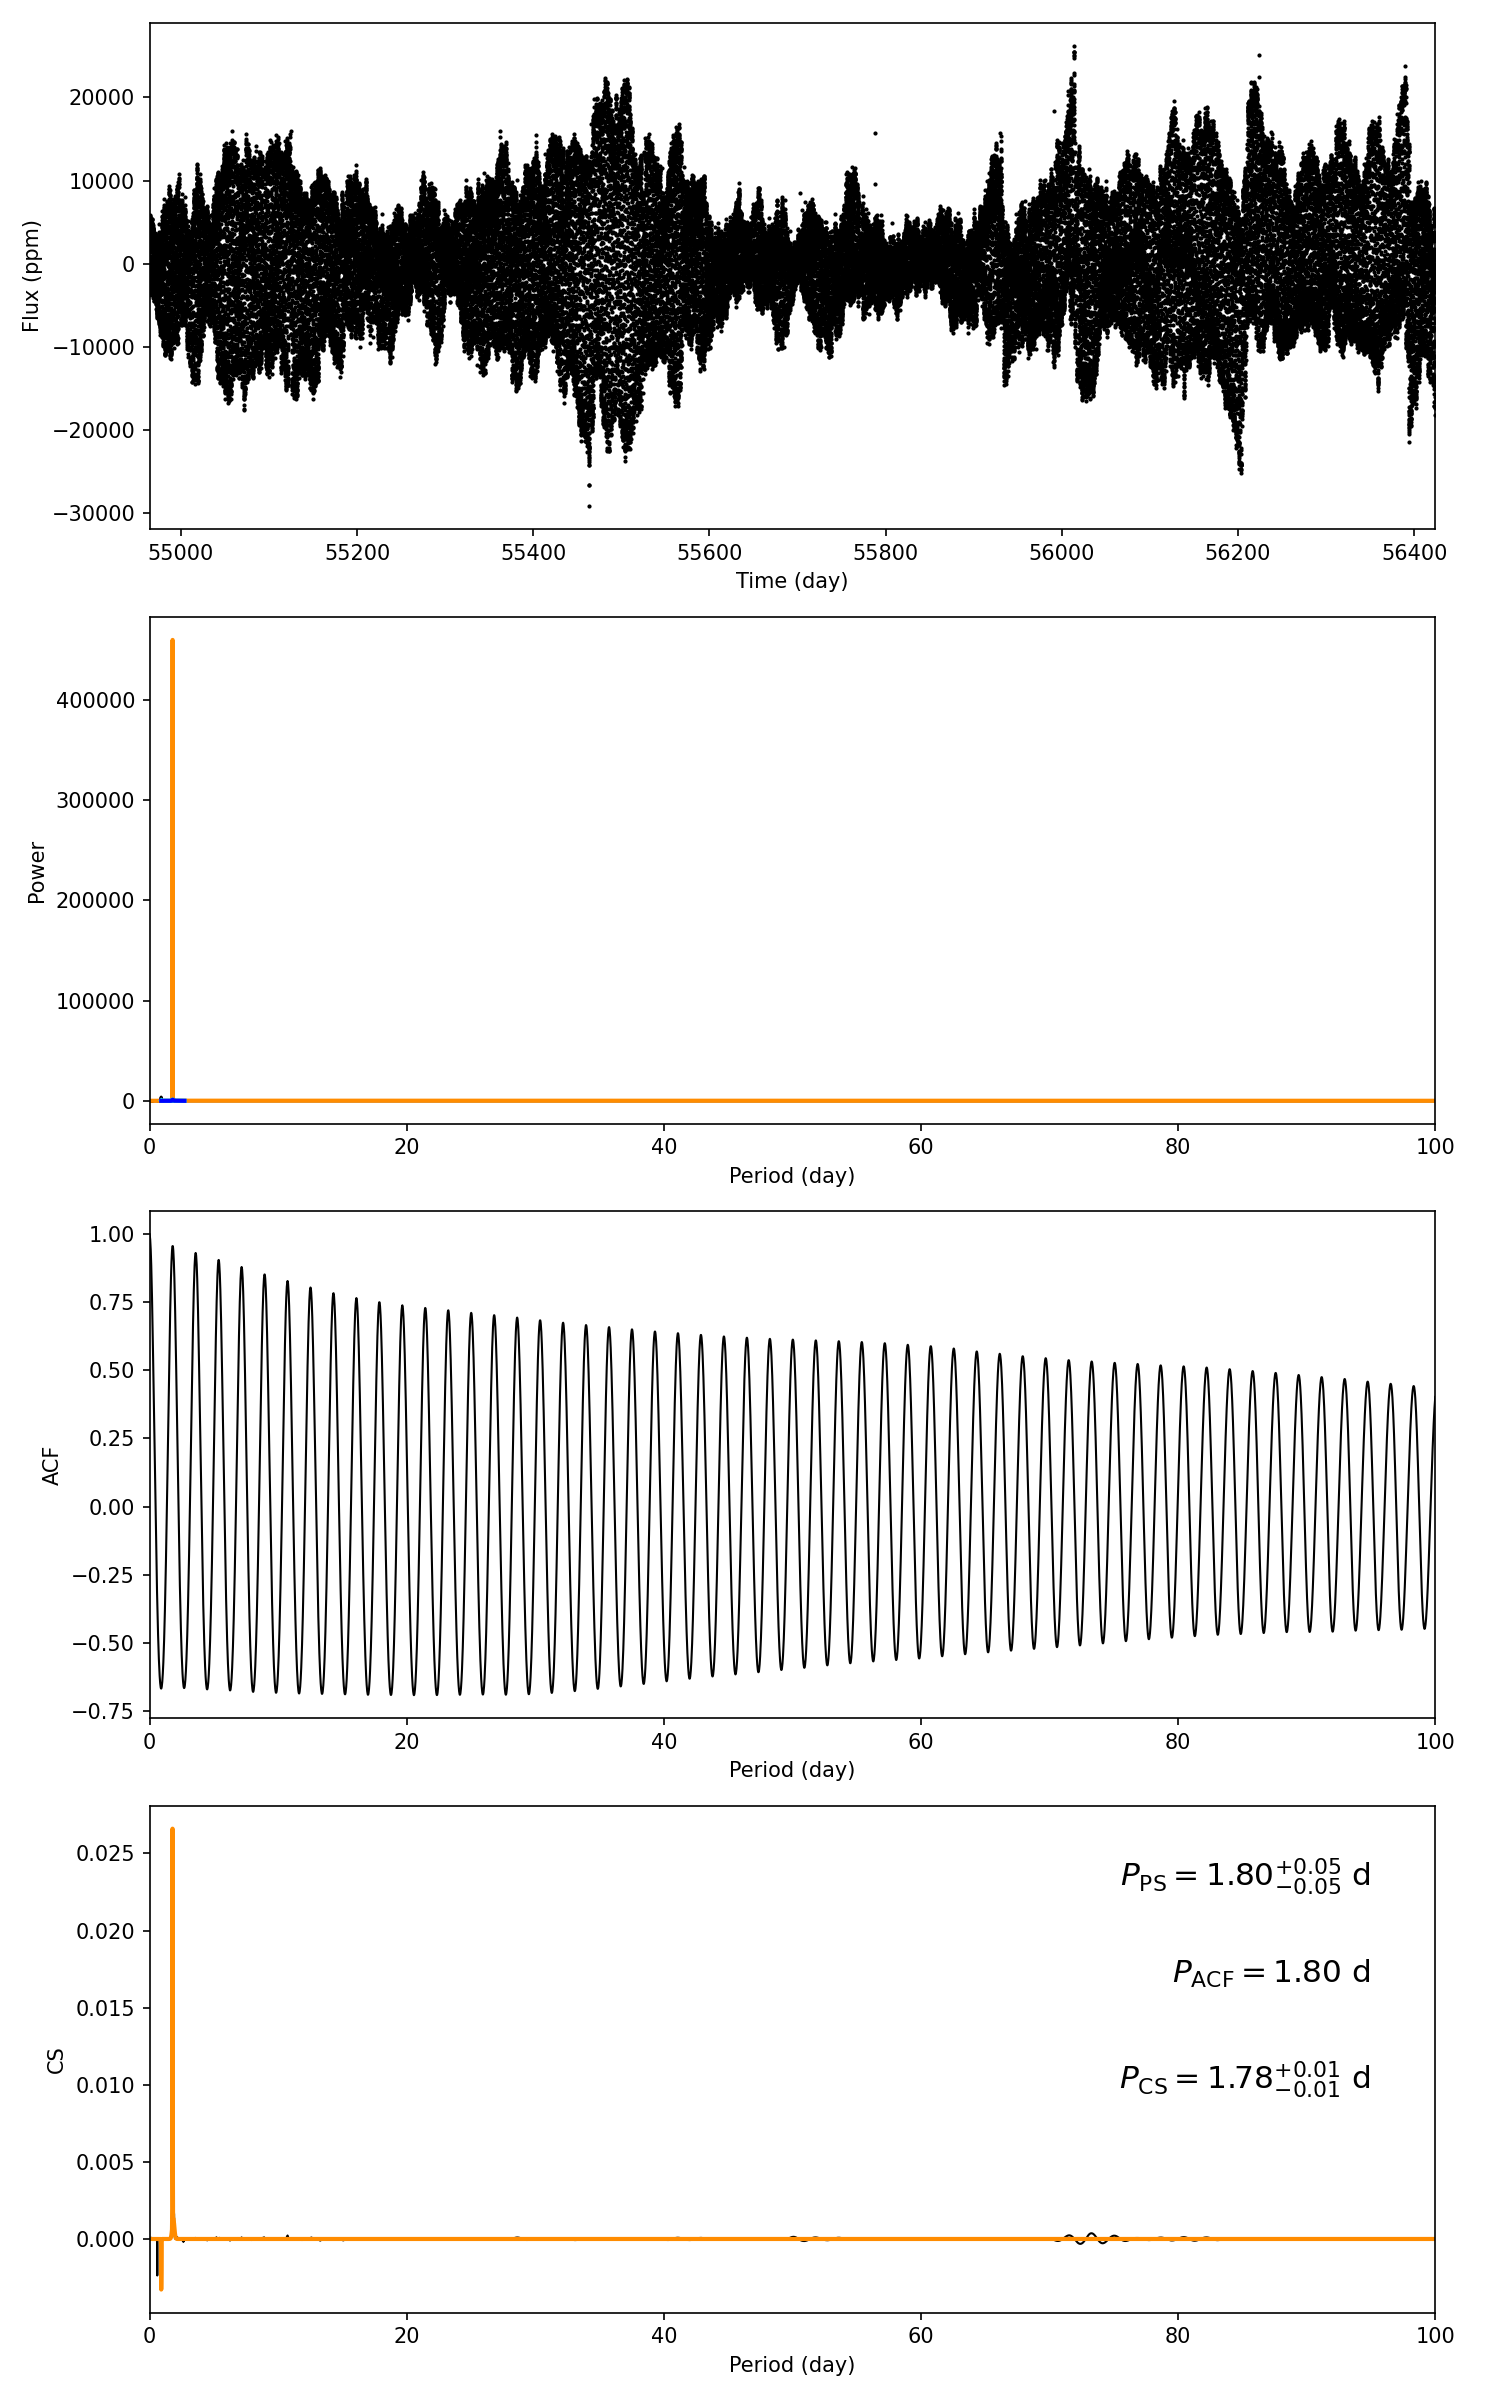 20000
10000
0
−10000
−20000
−30000
Flux (ppm)
55000 55200 55400 55600 55800 56000 56200 56400
Time (day)
400000
300000
200000
100000
0
Power
0 20 40 60 80 100
Period (day)
1.00
0.75
0.50
0.25
0.00
−0.25
−0.50
−0.75
ACF
0 20 40 60 80 100
Period (day)
0.025
0.020
0.015
0.010
0.005
0.000
CS
P_PS = 1.80^{+0.05}_{−0.05} d
P_ACF = 1.80 d
P_CS = 1.78^{+0.01}_{−0.01} d
0 20 40 60 80 100
Period (day)